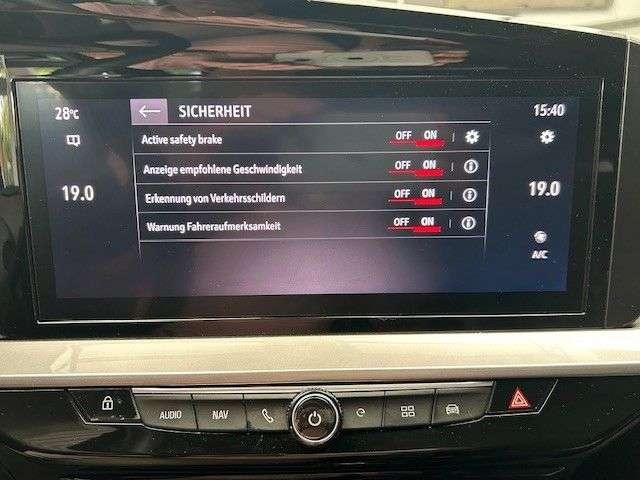 28°C
SICHERHEIT
15:40
Active safety brake OFF ON
Anzeige empfohlene Geschwindigkeit OFF ON
19.0
Erkennung von Verkehrsschildern OFF ON
19.0
Warnung Fahreraufmerksamkeit OFF ON
A/C
AUDIO
NAV